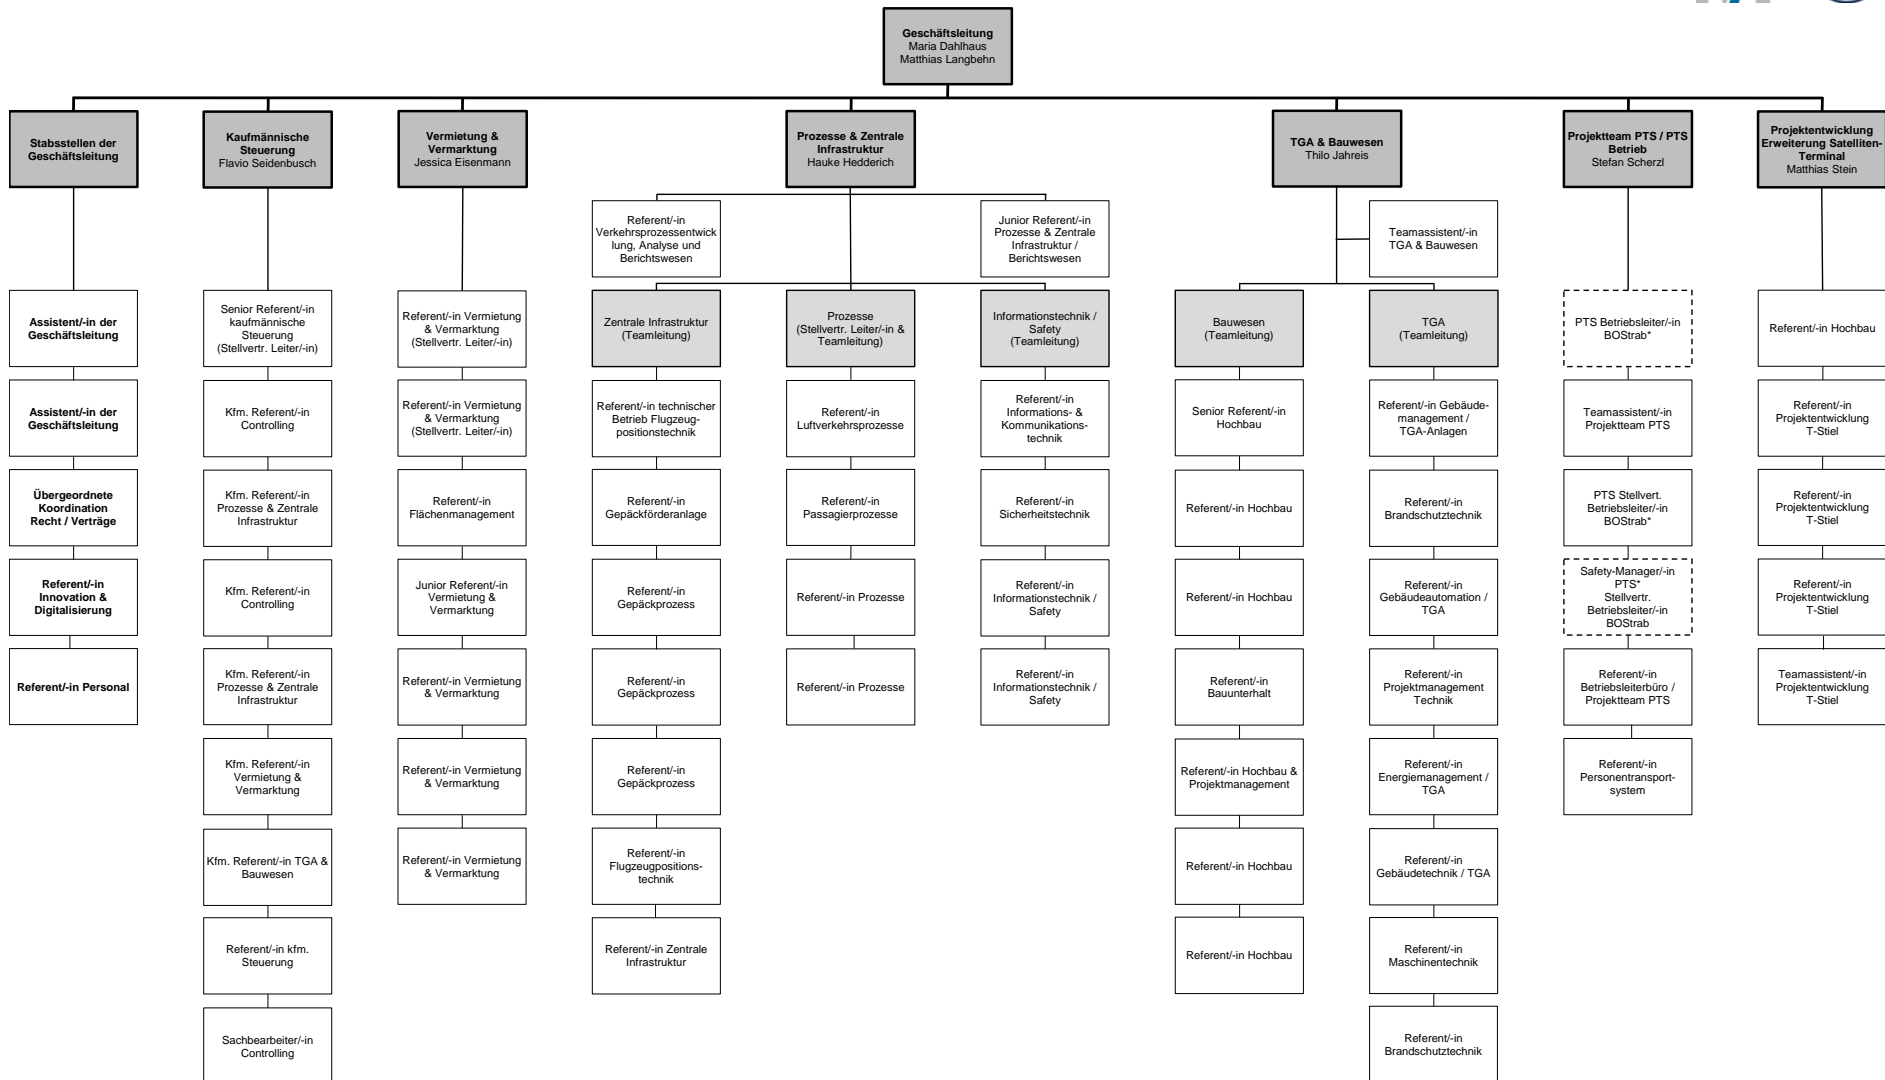 Geschäftsleitung
Maria Dahlhaus
Matthias Langbehn
Stabsstellen der
Geschäftsleitung
Kaufmännische
Steuerung
Flavio Seidenbusch
Vermietung &
Vermarktung
Jessica Eisenmann
Prozesse & Zentrale
Infrastruktur
Hauke Hedderich
TGA & Bauwesen
Thilo Jahreis
Projektteam PTS / PTS
Betrieb
Stefan Scherzl
Projektentwicklung
Erweiterung Satelliten-
Terminal
Matthias Stein
Referent/-in
Verkehrsprozessentwick
lung, Analyse und
Berichtswesen
Junior Referent/-in
Prozesse & Zentrale
Infrastruktur /
Berichtswesen
Teamassistent/-in
TGA & Bauwesen
Assistent/-in der
Geschäftsleitung
Senior Referent/-in
kaufmännische
Steuerung
(Stellvertr. Leiter/-in)
Referent/-in Vermietung
& Vermarktung
(Stellvertr. Leiter/-in)
Zentrale Infrastruktur
(Teamleitung)
Prozesse
(Stellvertr. Leiter/-in &
Teamleitung)
Informationstechnik /
Safety
(Teamleitung)
Bauwesen
(Teamleitung)
TGA
(Teamleitung)
PTS Betriebsleiter/-in
BOStrab*
Referent/-in Hochbau
Assistent/-in der
Geschäftsleitung
Kfm. Referent/-in
Controlling
Referent/-in Vermietung
& Vermarktung
(Stellvertr. Leiter/-in)
Referent/-in technischer
Betrieb Flugzeug-
positionstechnik
Referent/-in
Luftverkehrsprozesse
Referent/-in
Informations- &
Kommunikations-
technik
Senior Referent/-in
Hochbau
Referent/-in Gebäude-
management /
TGA-Anlagen
Teamassistent/-in
Projektteam PTS
Referent/-in
Projektentwicklung
T-Stiel
Übergeordnete
Koordination
Recht / Verträge
Kfm. Referent/-in
Prozesse & Zentrale
Infrastruktur
Referent/-in
Flächenmanagement
Referent/-in
Gepäckförderanlage
Referent/-in
Passagierprozesse
Referent/-in
Sicherheitstechnik
Referent/-in Hochbau
Referent/-in
Brandschutztechnik
PTS Stellvert.
Betriebsleiter/-in
BOStrab*
Referent/-in
Projektentwicklung
T-Stiel
Referent/-in
Innovation &
Digitalisierung
Kfm. Referent/-in
Controlling
Junior Referent/-in
Vermietung &
Vermarktung
Referent/-in
Gepäckprozess
Referent/-in Prozesse
Referent/-in
Informationstechnik /
Safety
Referent/-in Hochbau
Referent/-in
Gebäudeautomation /
TGA
Safety-Manager/-in
PTS*
Stellvertr.
Betriebsleiter/-in
BOStrab
Referent/-in
Projektentwicklung
T-Stiel
Referent/-in Personal
Kfm. Referent/-in
Prozesse & Zentrale
Infrastruktur
Referent/-in Vermietung
& Vermarktung
Referent/-in
Gepäckprozess
Referent/-in Prozesse
Referent/-in
Informationstechnik /
Safety
Referent/-in
Bauunterhalt
Referent/-in
Projektmanagement
Technik
Referent/-in
Betriebsleiterbüro /
Projektteam PTS
Teamassistent/-in
Projektentwicklung
T-Stiel
Kfm. Referent/-in
Vermietung &
Vermarktung
Referent/-in Vermietung
& Vermarktung
Referent/-in
Gepäckprozess
Referent/-in Hochbau &
Projektmanagement
Referent/-in
Energiemanagement /
TGA
Referent/-in
Personentransport-
system
Kfm. Referent/-in TGA &
Bauwesen
Referent/-in Vermietung
& Vermarktung
Referent/-in
Flugzeugpositions-
technik
Referent/-in Hochbau
Referent/-in
Gebäudetechnik / TGA
Referent/-in kfm.
Steuerung
Referent/-in Zentrale
Infrastruktur
Referent/-in Hochbau
Referent/-in
Maschinentechnik
Sachbearbeiter/-in
Controlling
Referent/-in
Brandschutztechnik